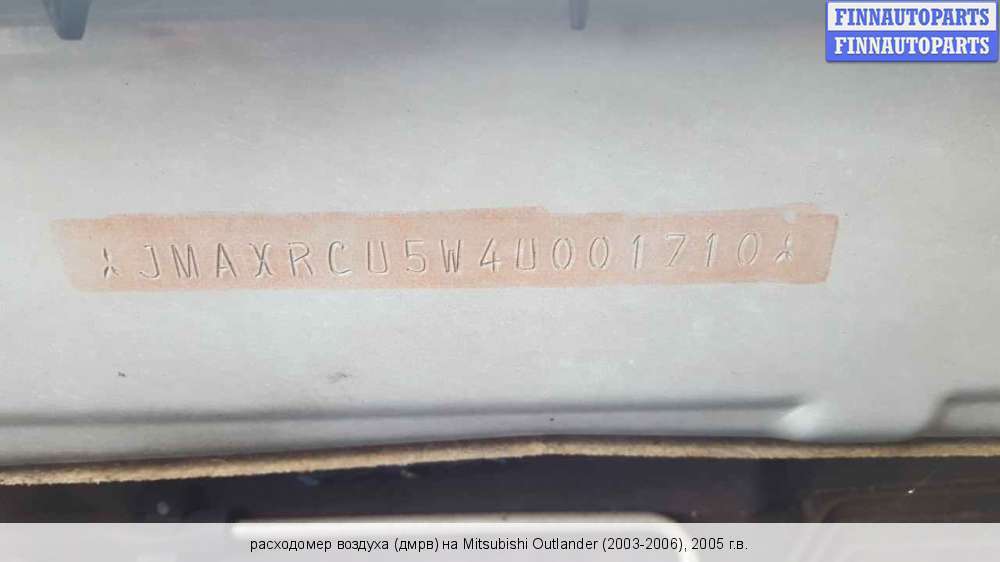 FINNAUTOPARTS
FINNAUTOPARTS
JMAXRCU5W4U001710
расходомер воздуха (дмрв) на Mitsubishi Outlander (2003-2006), 2005 г.в.